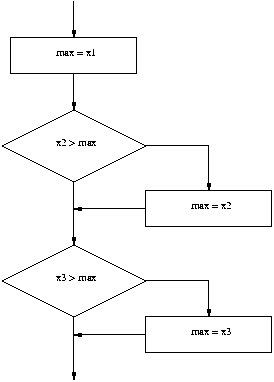 max = x1
x2 > max
max = x2
x3 > max
max = x3